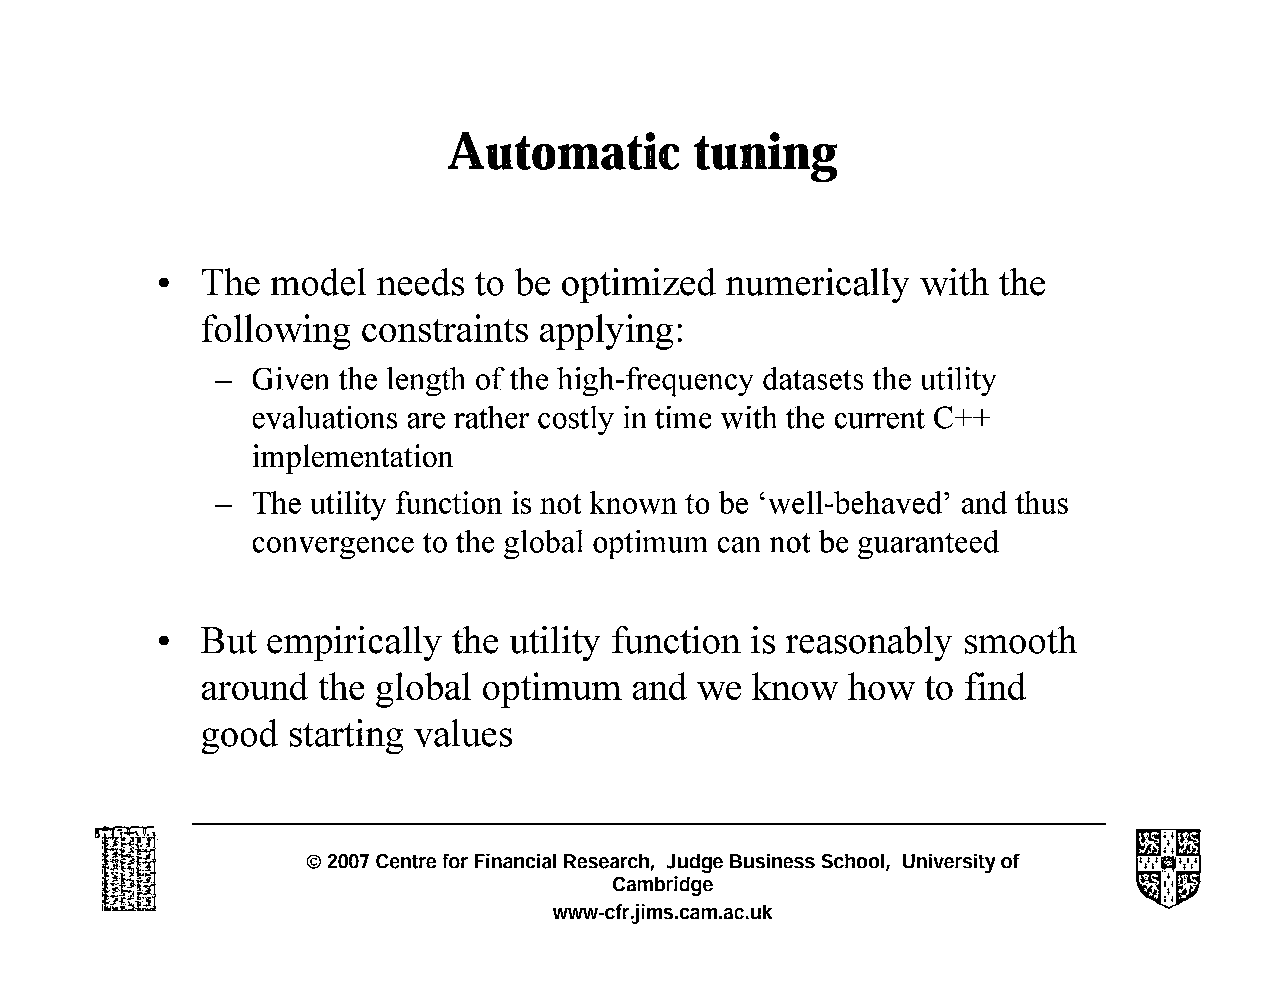 Automatic tuning
• The model needs to be optimized numerically with the
following constraints applying:
– Given the length of the high-frequency datasets the utility
evaluations are rather costly in time with the current C++
implementation
– The utility function is not known to be ‘well-behaved’ and thus
convergence to the global optimum can not be guaranteed
• But empirically the utility function is reasonably smooth
around the global optimum and we know how to find
good starting values
© 2007 Centre for Financial Research, Judge Business School, University of
Cambridge
www-cfr.jims.cam.ac.uk